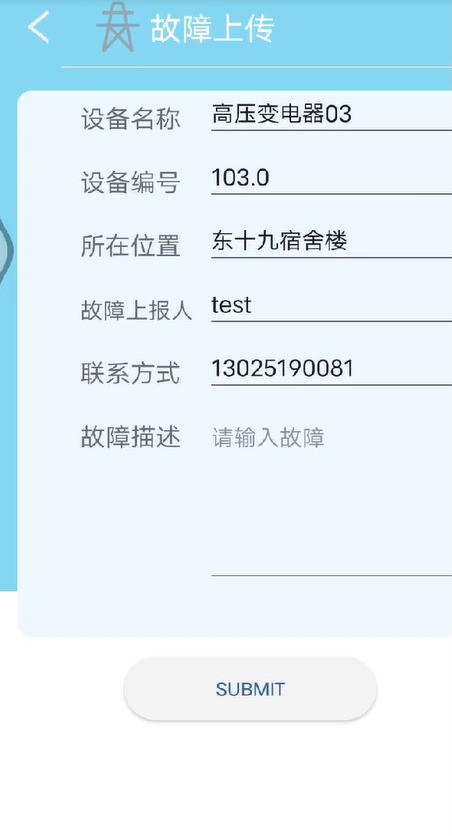 故障上传
设备名称 高压变电器03
设备编号 103.0
所在位置 东十九宿舍楼
故障上报人 test
联系方式 13025190081
故障描述 请输入故障
SUBMIT